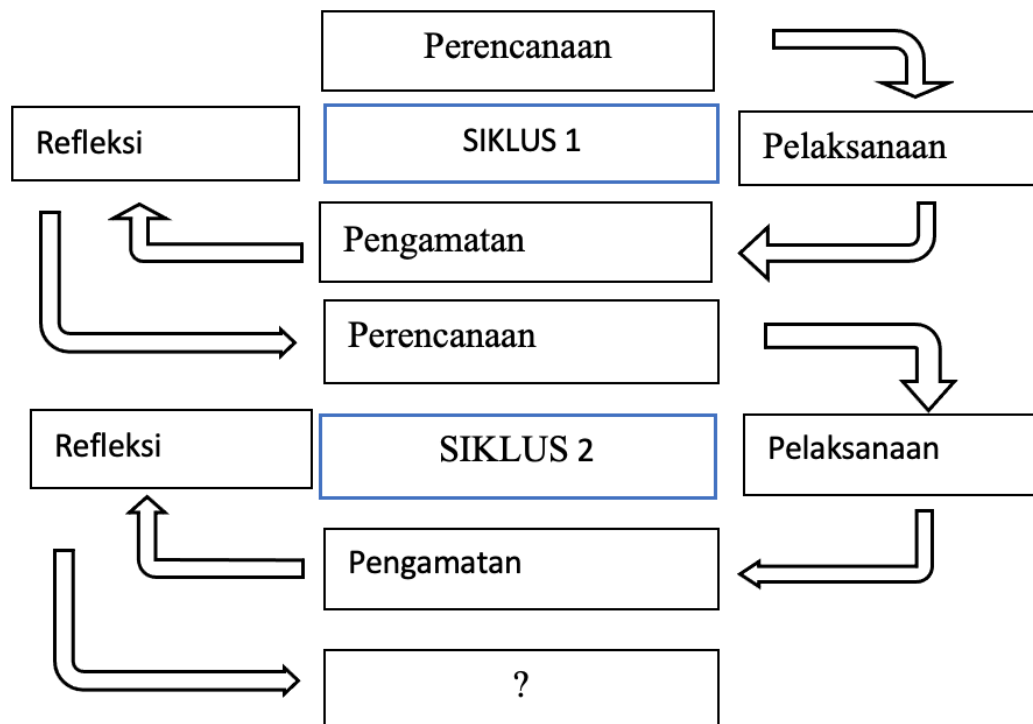 Perencanaan
Refleksi
SIKLUS 1
Pelaksanaan
Pengamatan
Perencanaan
Refleksi
SIKLUS 2
Pelaksanaan
Pengamatan
?